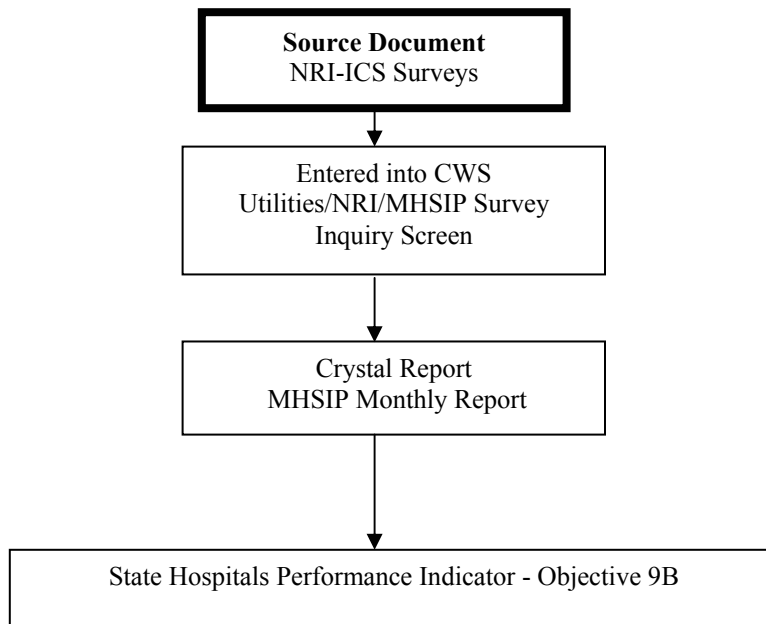 Source Document
NRI-ICS Surveys
Entered into CWS
Utilities/NRI/MHSIP Survey
Inquiry Screen
Crystal Report
MHSIP Monthly Report
State Hospitals Performance Indicator - Objective 9B